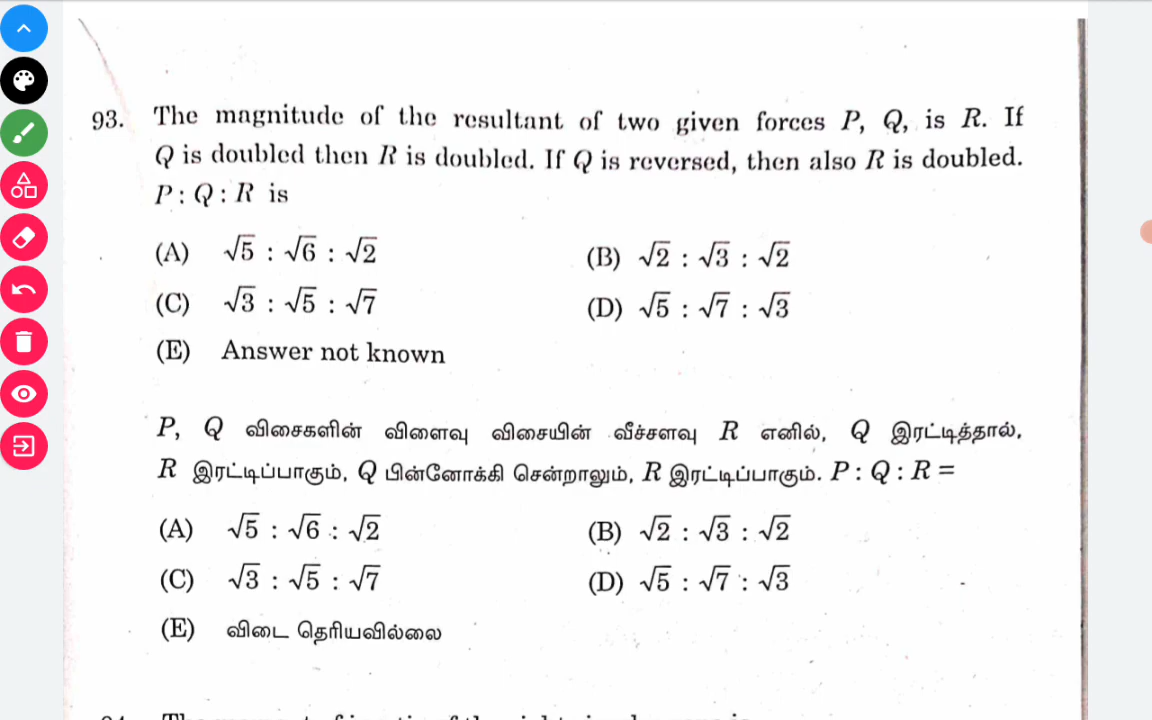 93. The magnitude of the resultant of two given forces P, Q, is R. If
Q is doubled then R is doubled. If Q is reversed, then also R is doubled.
P : Q : R is
(A) √5 : √6 : √2 (B) √2 : √3 : √2
(C) √3 : √5 : √7 (D) √5 : √7 : √3
(E) Answer not known
P, Q விசைகளின் விளைவு விசையின் வீச்சளவு R எனில், Q இரட்டித்தால்,
R இரட்டிப்பாகும், Q பின்னோக்கி சென்றாலும், R இரட்டிப்பாகும். P : Q : R =
(A) √5 : √6 : √2 (B) √2 : √3 : √2
(C) √3 : √5 : √7 (D) √5 : √7 : √3
(E) விடை தெரியவில்லை